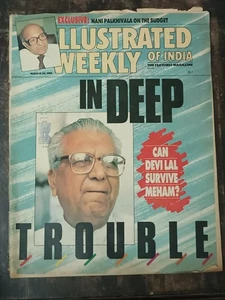 EXCLUSIVE: NANI PALKHIVALA ON THE BUDGET
ILLUSTRATED
WEEKLY
OF INDIA
IN DEEP
CAN
DEVI LAL
SURVIVE
MEHAM?
TROUBLE